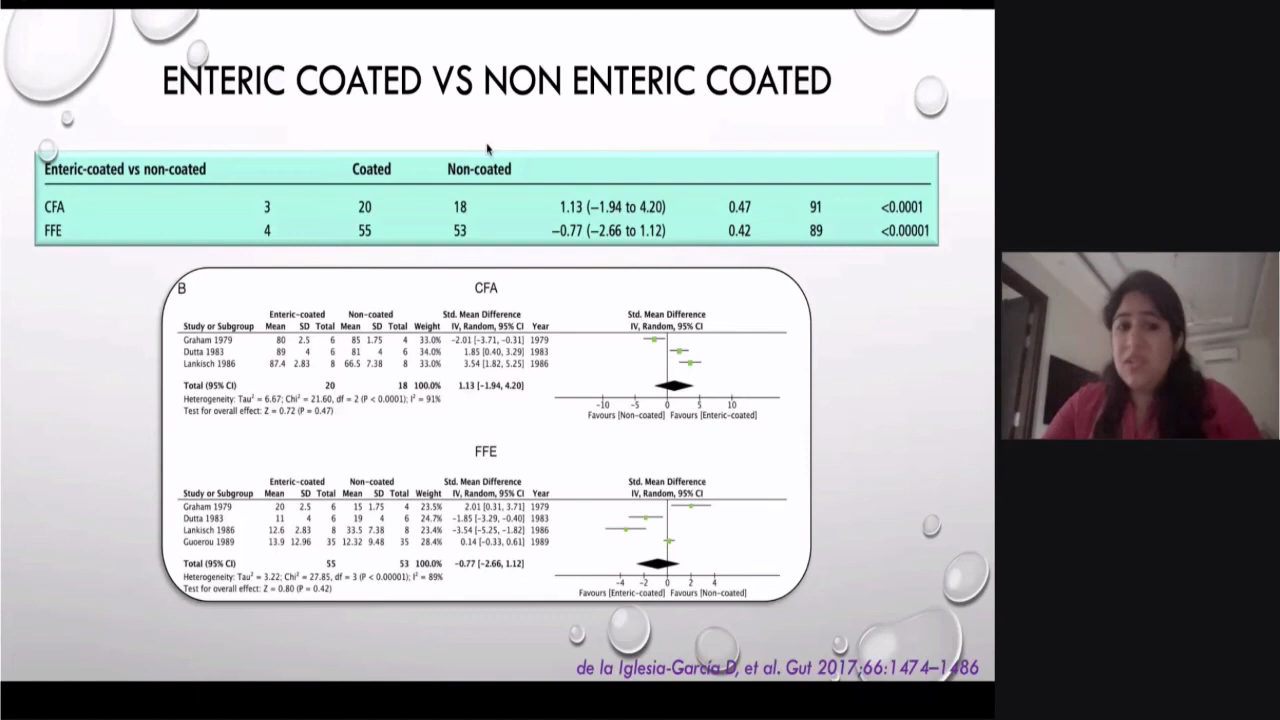 ENTERIC COATED VS NON ENTERIC COATED
Enteric-coated vs non-coated Coated Non-coated
CFA 3 20 18 1.13 (−1.94 to 4.20) 0.47 91 <0.0001
FFE 4 55 53 −0.77 (−2.66 to 1.12) 0.42 89 <0.00001
B CFA
Enteric-coated Non-coated Std. Mean Difference Std. Mean Difference
Study or Subgroup Mean SD Total Mean SD Total Weight IV, Random, 95% CI Year IV, Random, 95% CI
Graham 1979 80 2.5 6 85 1.75 4 33.0% −2.01 [−3.71, −0.31] 1979
Dutta 1983 89 4 6 81 4 6 34.0% 1.85 [0.40, 3.29] 1983
Lankisch 1986 87.4 2.83 8 66.5 7.38 8 33.0% 3.54 [1.82, 5.25] 1986
Total (95% CI) 20 18 100.0% 1.13 [−1.94, 4.20]
Heterogeneity: Tau² = 6.67; Chi² = 21.60, df = 2 (P < 0.0001); I² = 91%
Test for overall effect: Z = 0.72 (P = 0.47)
−10 −5 0 5 10
Favours [Non-coated] Favours [Enteric-coated]
FFE
Enteric-coated Non-coated Std. Mean Difference Std. Mean Difference
Study or Subgroup Mean SD Total Mean SD Total Weight IV, Random, 95% CI Year IV, Random, 95% CI
Graham 1979 20 2.5 6 15 1.75 4 23.5% 2.01 [0.31, 3.71] 1979
Dutta 1983 11 4 6 19 4 6 24.7% −1.85 [−3.29, −0.40] 1983
Lankisch 1986 12.6 2.83 8 33.5 7.38 8 23.4% −3.54 [−5.25, −1.82] 1986
Guoerou 1989 13.9 12.96 35 12.32 9.48 35 28.4% 0.14 [−0.33, 0.61] 1989
Total (95% CI) 55 53 100.0% −0.77 [−2.66, 1.12]
Heterogeneity: Tau² = 3.22; Chi² = 27.85, df = 3 (P < 0.00001); I² = 89%
Test for overall effect: Z = 0.80 (P = 0.42)
−4 −2 0 2 4
Favours [Enteric-coated] Favours [Non-coated]
de la Iglesia-García D, et al. Gut 2017;66:1474–1486